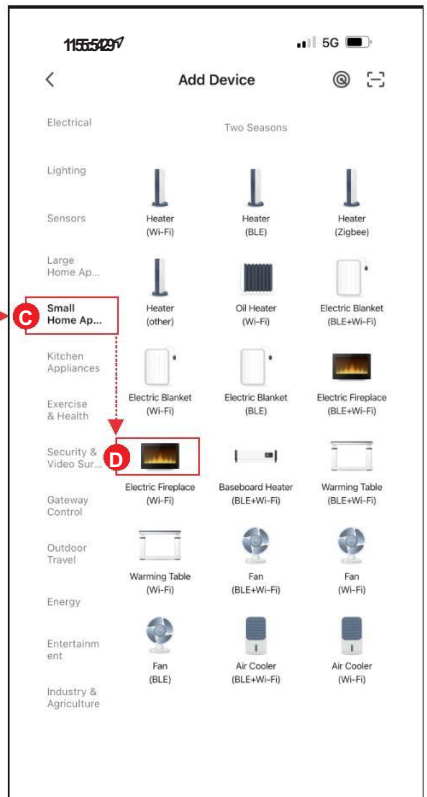 5G
Add Device
Electrical
Two Seasons
Lighting
Sensors
Heater
(Wi-Fi)
Heater
(BLE)
Heater
(Zigbee)
Large
Home Ap...
C
Small
Home Ap...
Heater
(other)
Oil Heater
(Wi-Fi)
Electric Blanket
(BLE+Wi-Fi)
Kitchen
Appliances
Exercise
& Health
Electric Blanket
(Wi-Fi)
Electric Blanket
(BLE)
Electric Fireplace
(BLE+Wi-Fi)
Security &
Video Sur...
D
Electric Fireplace
(Wi-Fi)
Baseboard Heater
(BLE+Wi-Fi)
Warming Table
(BLE+Wi-Fi)
Gateway
Control
Outdoor
Travel
Warming Table
(Wi-Fi)
Fan
(BLE+Wi-Fi)
Fan
(Wi-Fi)
Energy
Entertainm
ent
Fan
(BLE)
Air Cooler
(BLE+Wi-Fi)
Air Cooler
(Wi-Fi)
Industry &
Agriculture